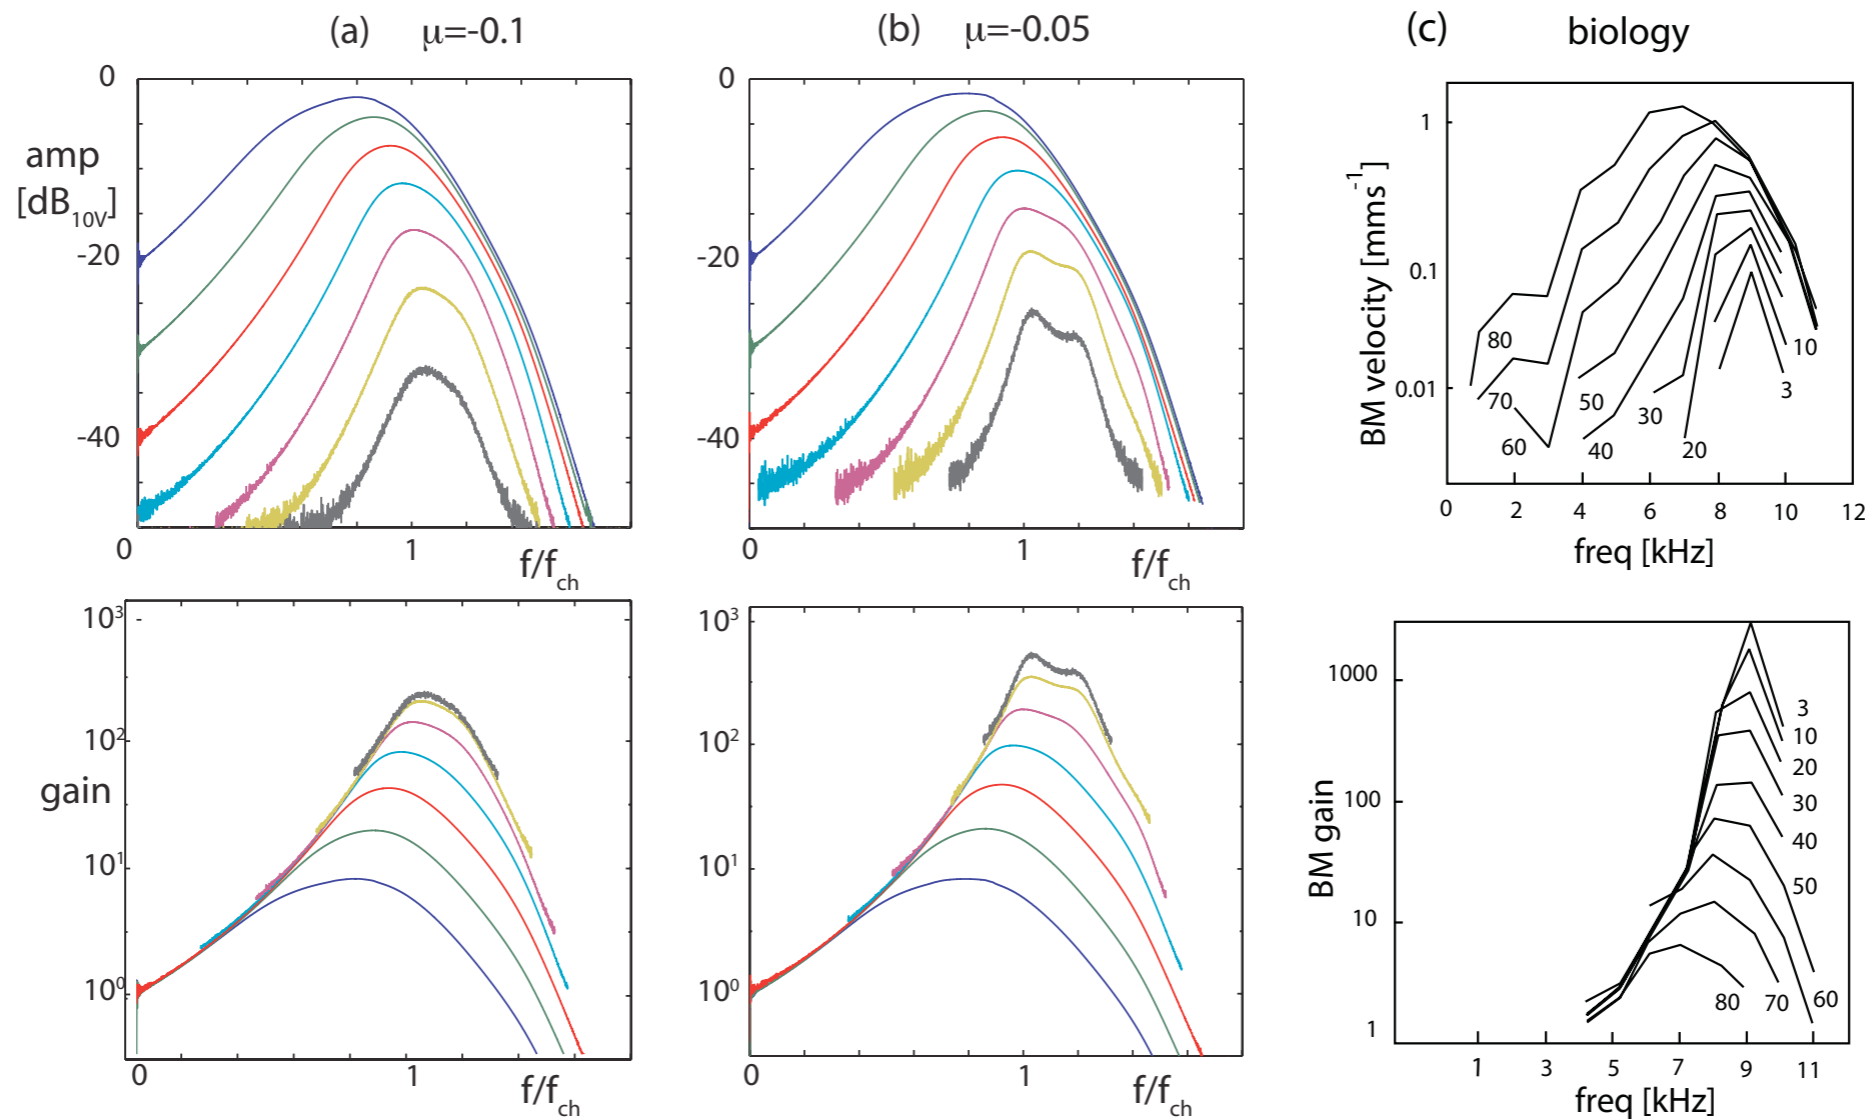 (a) μ=-0.1
(b) μ=-0.05
(c) biology
amp
[dB10V]
0
-20
-40
0 1
f/fch
0
-20
-40
0 1
f/fch
BM velocity [mms-1]
1
0.1
0.01
80
70
60
50
40
30
20
10
3
0 2 4 6 8 10 12
freq [kHz]
gain
10³
10²
10¹
10⁰
0 1
f/fch
10³
10²
10¹
10⁰
0 1
f/fch
BM gain
1000
100
10
1
3
10
20
30
40
50
60
70
80
1 3 5 7 9 11
freq [kHz]